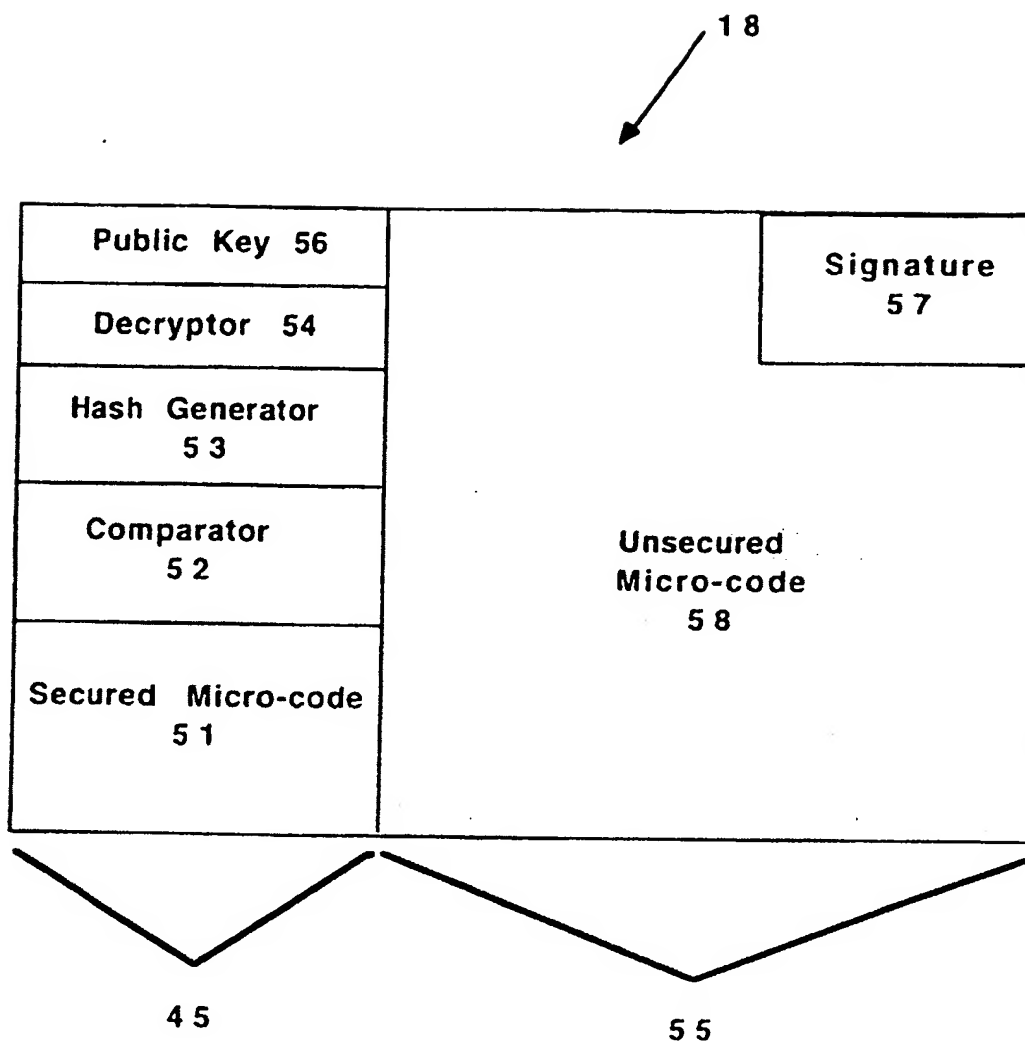 18
Public Key 56
Decryptor 54
Hash Generator
53
Comparator
52
Secured Micro-code
51
Signature
57
Unsecured
Micro-code
58
45
55